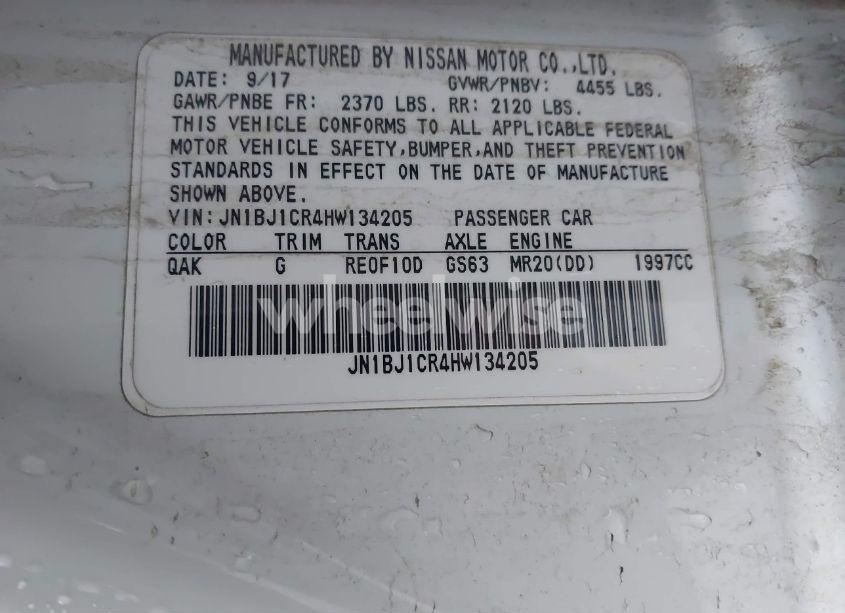 MANUFACTURED BY NISSAN MOTOR CO.,LTD.
DATE: 9/17 GVWR/PNBV: 4455 LBS.
GAWR/PNBE FR: 2370 LBS. RR: 2120 LBS.
THIS VEHICLE CONFORMS TO ALL APPLICABLE FEDERAL
MOTOR VEHICLE SAFETY,BUMPER,AND THEFT PREVENTION
STANDARDS IN EFFECT ON THE DATE OF MANUFACTURE
SHOWN ABOVE.
VIN:JN1BJ1CR4HW134205 PASSENGER CAR
COLOR TRIM TRANS AXLE ENGINE
QAK G RE0F10D GS63 MR20(DD) 1997CC
wheelwise
JN1BJ1CR4HW134205